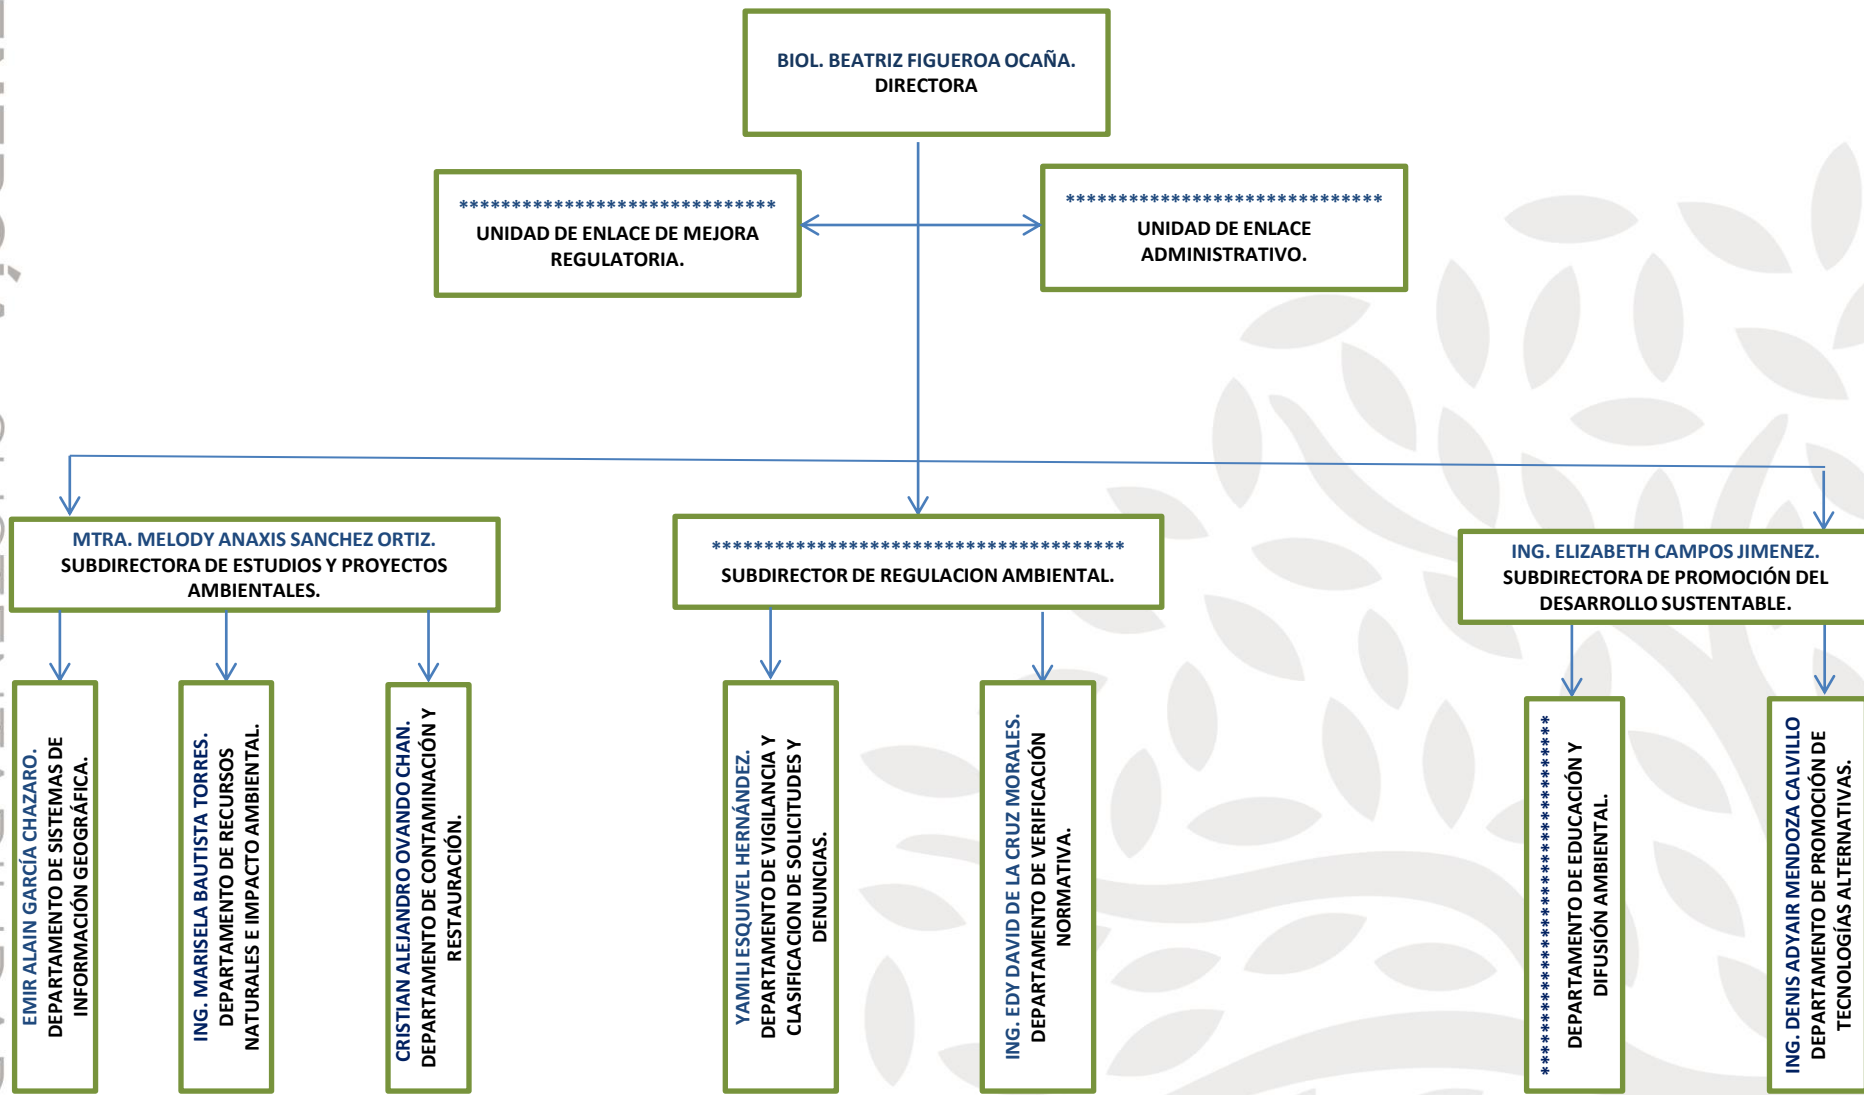 BIOL. BEATRIZ FIGUEROA OCAÑA.
DIRECTORA
******************************
UNIDAD DE ENLACE DE MEJORA
REGULATORIA.
******************************
UNIDAD DE ENLACE
ADMINISTRATIVO.
MTRA. MELODY ANAXIS SANCHEZ ORTIZ.
SUBDIRECTORA DE ESTUDIOS Y PROYECTOS
AMBIENTALES.
***************************************
SUBDIRECTOR DE REGULACION AMBIENTAL.
ING. ELIZABETH CAMPOS JIMENEZ.
SUBDIRECTORA DE PROMOCIÓN DEL
DESARROLLO SUSTENTABLE.
EMIR ALAIN GARCÍA CHAZARO.
DEPARTAMENTO DE SISTEMAS DE
INFORMACIÓN GEOGRÁFICA.
ING. MARISELA BAUTISTA TORRES.
DEPARTAMENTO DE RECURSOS
NATURALES E IMPACTO AMBIENTAL.
CRISTIAN ALEJANDRO OVANDO CHAN.
DEPARTAMENTO DE CONTAMINACIÓN Y
RESTAURACIÓN.
YAMILI ESQUIVEL HERNÁNDEZ.
DEPARTAMENTO DE VIGILANCIA Y
CLASIFICACION DE SOLICITUDES Y
DENUNCIAS.
ING. EDY DAVID DE LA CRUZ MORALES.
DEPARTAMENTO DE VERIFICACIÓN
NORMATIVA.
**********************************
DEPARTAMENTO DE EDUCACIÓN Y
DIFUSIÓN AMBIENTAL.
ING. DENIS ADYAIR MENDOZA CALVILLO
DEPARTAMENTO DE PROMOCIÓN DE
TECNOLOGÍAS ALTERNATIVAS.